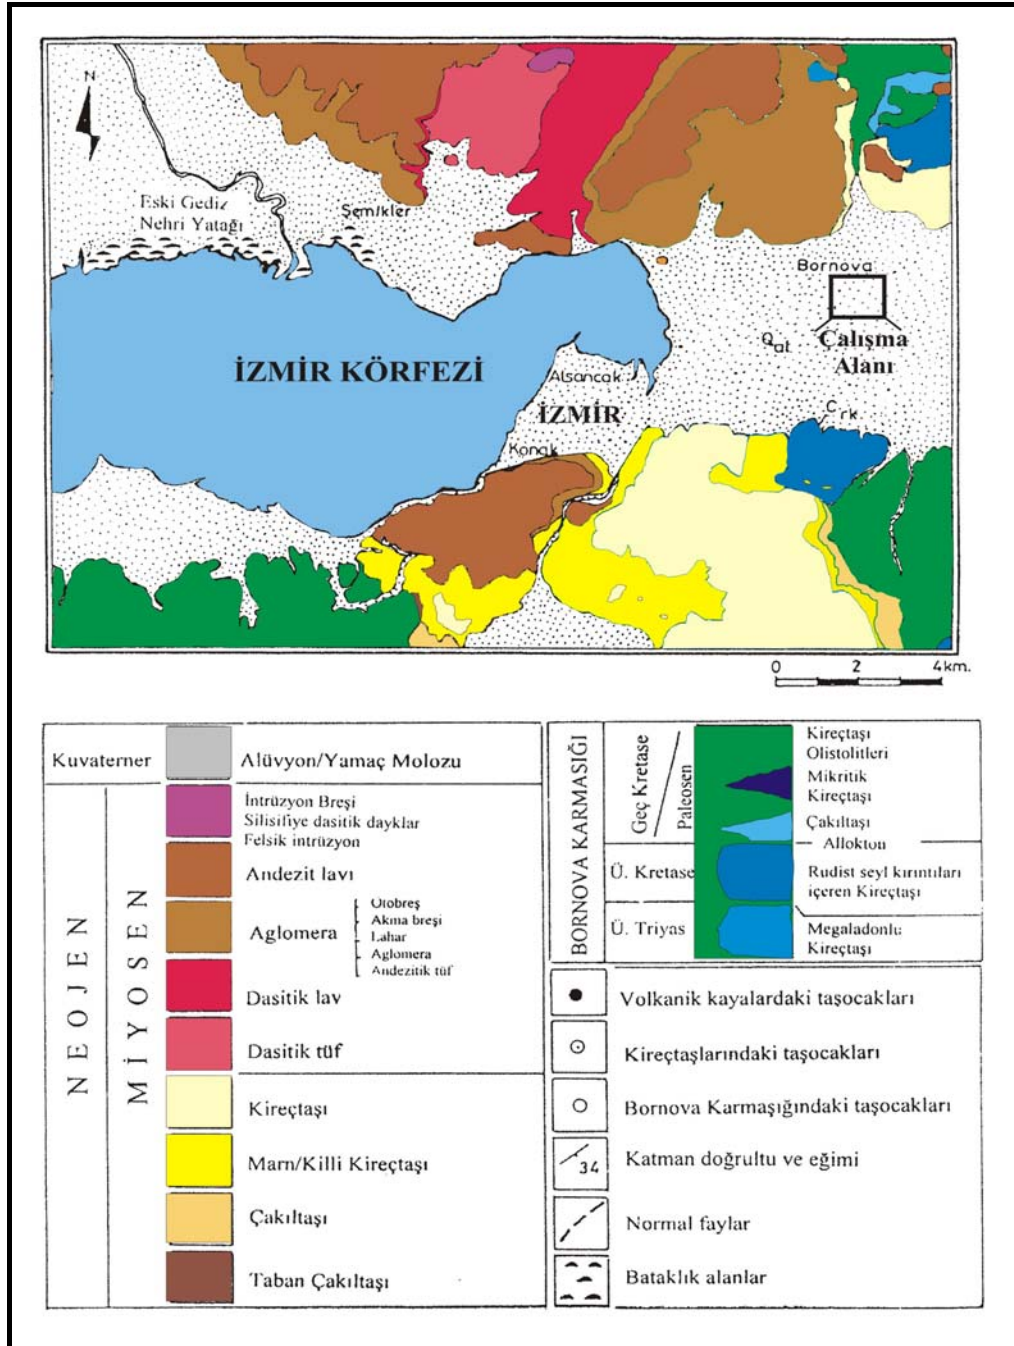 N
Eski Gediz
Nehri Yatağı
Şemikler
Bornova
Qal
Çalışma
Alanı
İZMİR KÖRFEZİ
Alsancak
İZMİR
Crk
Konak
0 2 4 km.
Kuvaterner
Alüvyon/Yamaç Molozu
NEOJEN
MİYOSEN
İntrüzyon Breşi
Silisifiye dasitik dayklar
Felsik intrüzyon
Andezit lavı
Aglomera
Otobreş
Akma breşi
Lahar
Aglomera
Andezitik tüf
Dasitik lav
Dasitik tüf
Kireçtaşı
Marn/Killi Kireçtaşı
Çakıltaşı
Taban Çakıltaşı
BORNOVA KARMASIĞI
Geç Kretase / Paleosen
Kireçtaşı
Olistolitleri
Mikritik
Kireçtaşı
Çakıltaşı
Allokton
Ü. Kretase
Rudist seyl kırıntıları
içeren Kireçtaşı
Ü. Triyas
Megaladonlu
Kireçtaşı
Volkanik kayalardaki taşocakları
Kireçtaşlarındaki taşocakları
Bornova Karmaşığındaki taşocakları
34
Katman doğrultu ve eğimi
Normal faylar
Bataklık alanlar